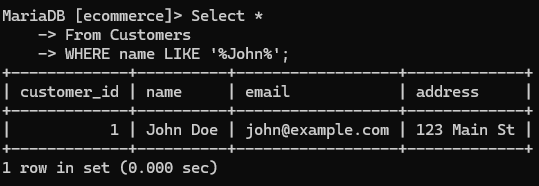 MariaDB [ecommerce]> Select *
    -> From Customers
    -> WHERE name LIKE '%John%';
+-------------+----------+------------------+-------------+
| customer_id | name     | email            | address     |
+-------------+----------+------------------+-------------+
|           1 | John Doe | john@example.com | 123 Main St |
+-------------+----------+------------------+-------------+
1 row in set (0.000 sec)